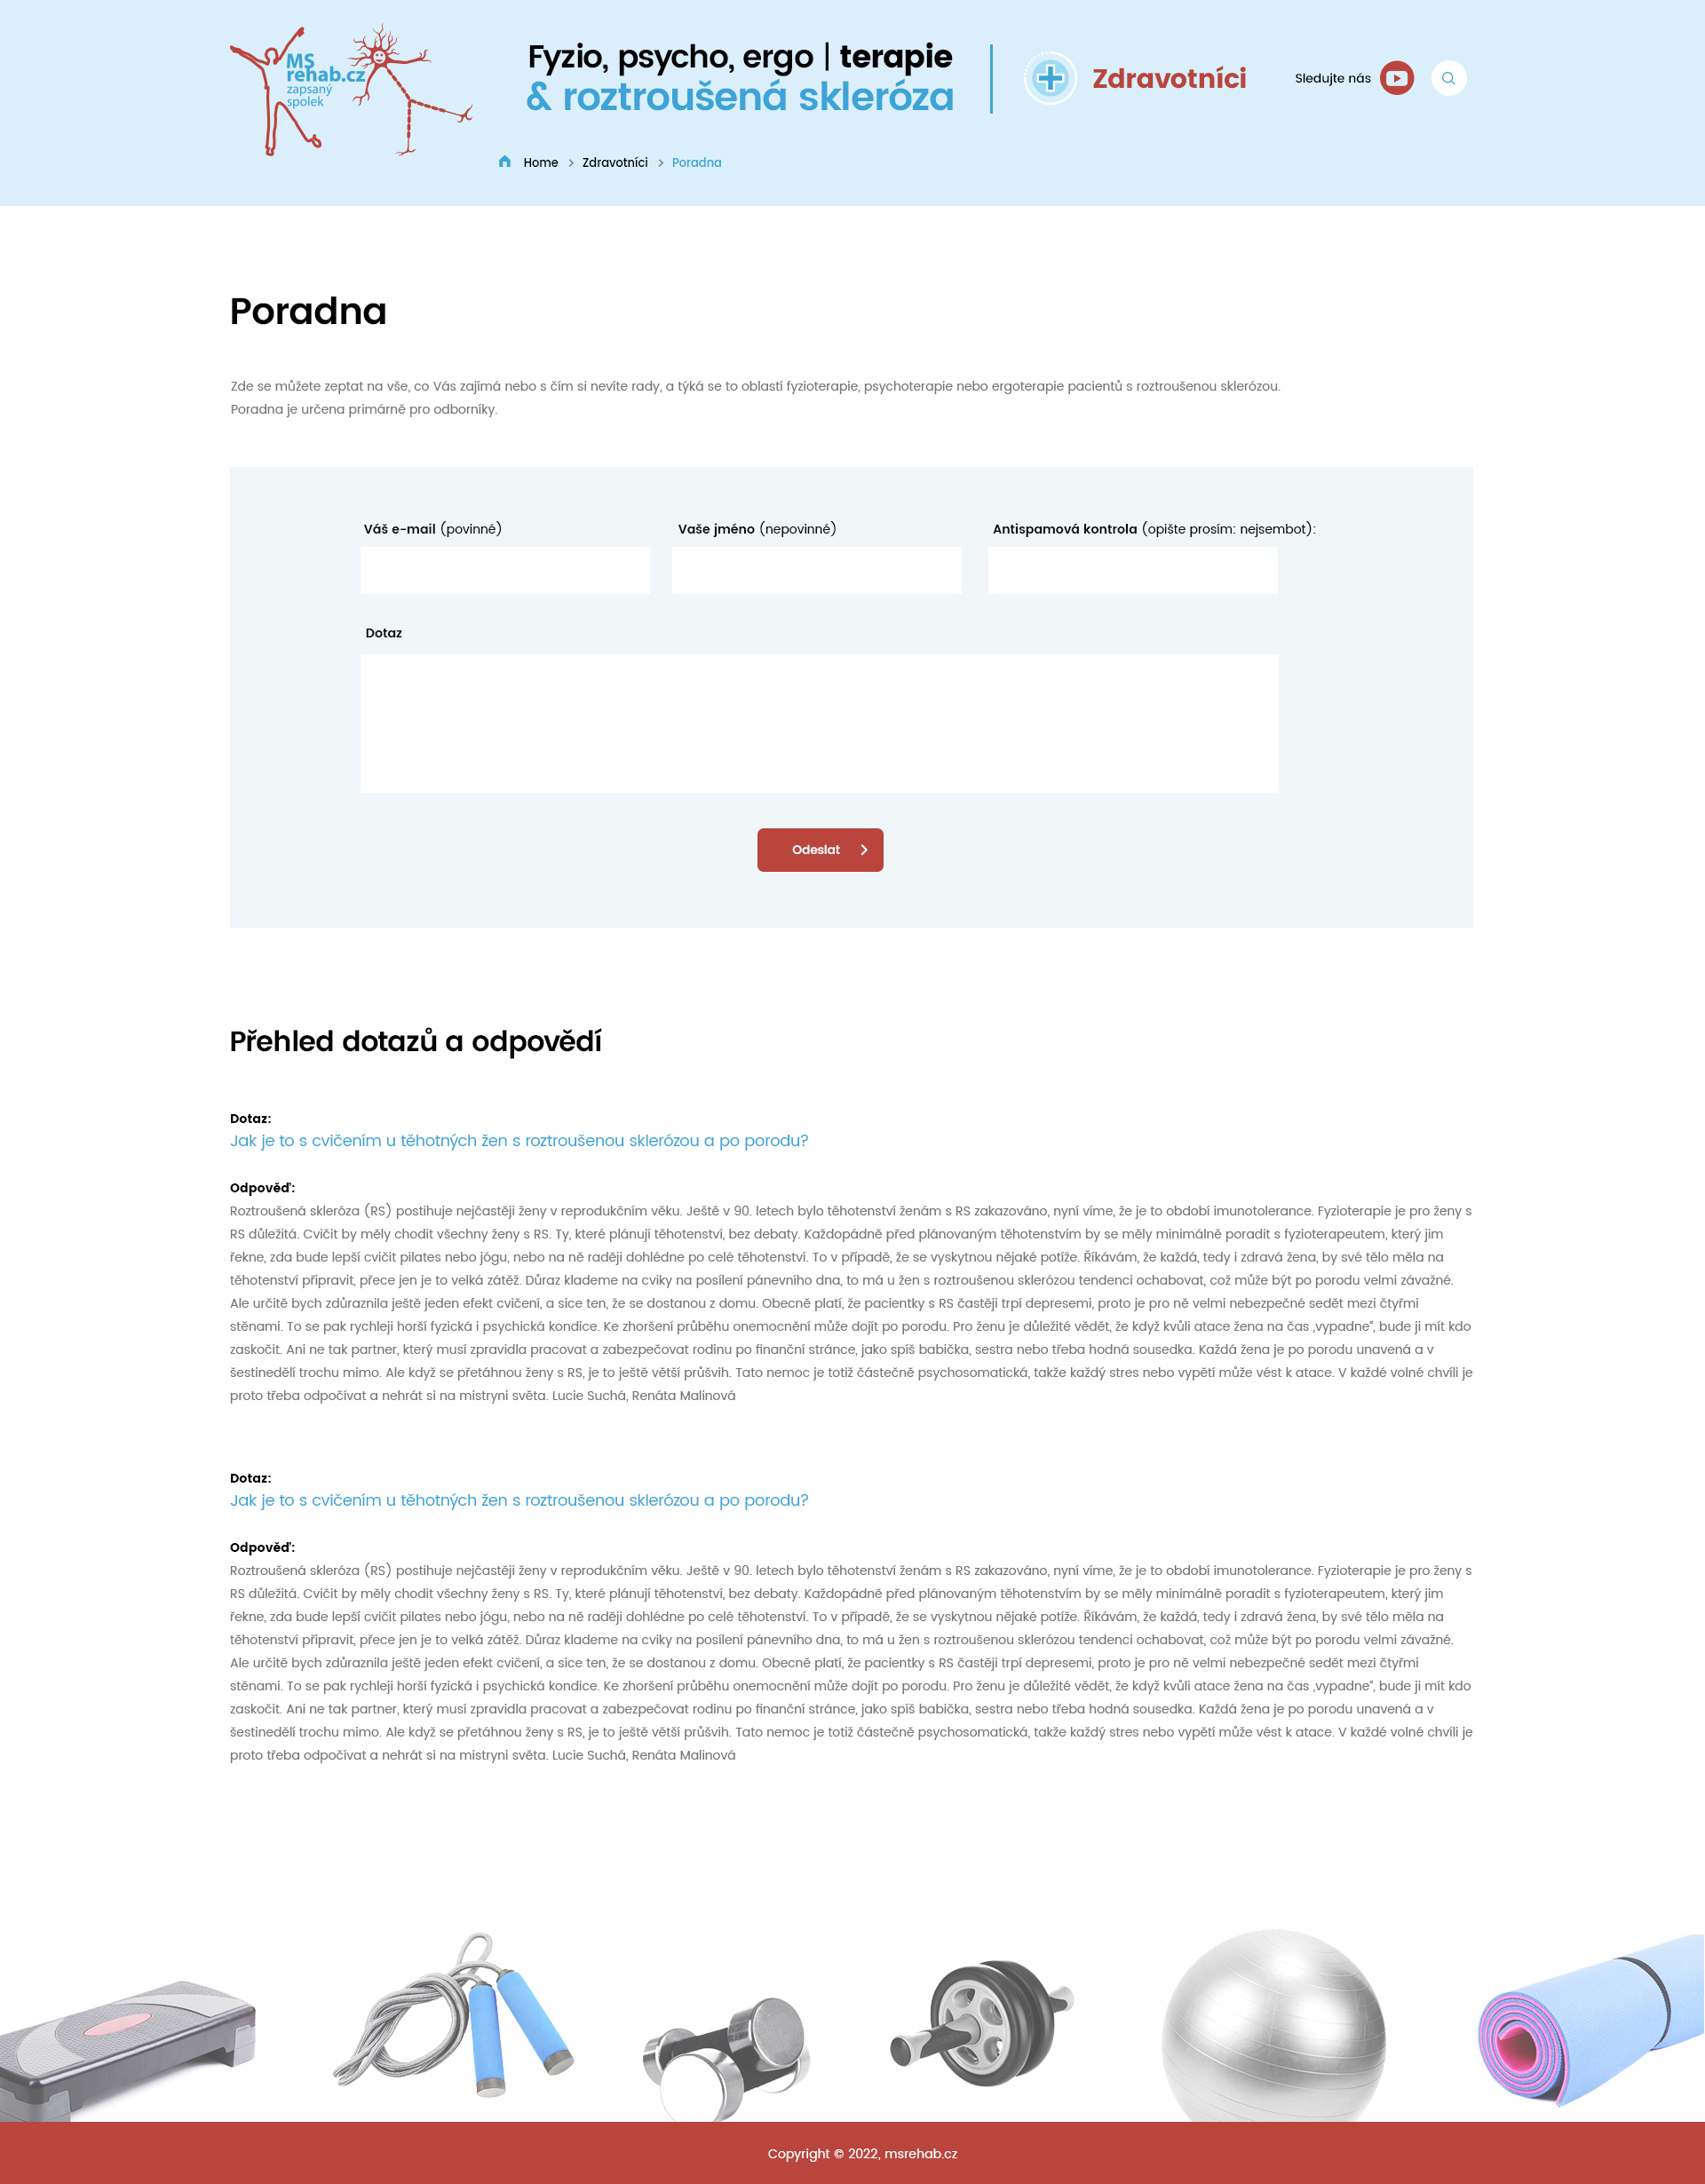 MS
rehab.cz
zapsaný
spolek
Fyzio, psycho, ergo | terapie
& roztroušená skleróza
Zdravotníci
Sledujte nás
Home > Zdravotníci > Poradna
Poradna
Zde se můžete zeptat na vše, co Vás zajímá nebo s čím si nevíte rady, a týká se to oblastí fyzioterapie, psychoterapie nebo ergoterapie pacientů s roztroušenou sklerózou.
Poradna je určena primárně pro odborníky.
Váš e-mail (povinné)
Vaše jméno (nepovinné)
Antispamová kontrola (opište prosím: nejsembot):
Dotaz
Odeslat
Přehled dotazů a odpovědí
Dotaz:
Jak je to s cvičením u těhotných žen s roztroušenou sklerózou a po porodu?
Odpověď:
Roztroušená skleróza (RS) postihuje nejčastěji ženy v reprodukčním věku. Ještě v 90. letech bylo těhotenství ženám s RS zakazováno, nyní víme, že je to období imunotolerance. Fyzioterapie je pro ženy s
RS důležitá. Cvičit by měly chodit všechny ženy s RS. Ty, které plánují těhotenství, bez debaty. Každopádně před plánovaným těhotenstvím by se měly minimálně poradit s fyzioterapeutem, který jim
řekne, zda bude lepší cvičit pilates nebo jógu, nebo na ně raději dohlédne po celé těhotenství. To v případě, že se vyskytnou nějaké potíže. Říkávám, že každá, tedy i zdravá žena, by své tělo měla na
těhotenství připravit, přece jen je to velká zátěž. Důraz klademe na cviky na posílení pánevního dna, to má u žen s roztroušenou sklerózou tendenci ochabovat, což může být po porodu velmi závažné.
Ale určitě bych zdůraznila ještě jeden efekt cvičení, a sice ten, že se dostanou z domu. Obecně platí, že pacientky s RS častěji trpí depresemi, proto je pro ně velmi nebezpečné sedět mezi čtyřmi
stěnami. To se pak rychleji horší fyzická i psychická kondice. Ke zhoršení průběhu onemocnění může dojít po porodu. Pro ženu je důležité vědět, že když kvůli atace žena na čas „vypadne“, bude ji mít kdo
zaskočit. Ani ne tak partner, který musí zpravidla pracovat a zabezpečovat rodinu po finanční stránce, jako spíš babička, sestra nebo třeba hodná sousedka. Každá žena je po porodu unavená a v
šestinedělí trochu mimo. Ale když se přetáhnou ženy s RS, je to ještě větší průšvih. Tato nemoc je totiž částečně psychosomatická, takže každý stres nebo vypětí může vést k atace. V každé volné chvíli je
proto třeba odpočívat a nehrát si na mistryni světa. Lucie Suchá, Renáta Malinová
Dotaz:
Jak je to s cvičením u těhotných žen s roztroušenou sklerózou a po porodu?
Odpověď:
Roztroušená skleróza (RS) postihuje nejčastěji ženy v reprodukčním věku. Ještě v 90. letech bylo těhotenství ženám s RS zakazováno, nyní víme, že je to období imunotolerance. Fyzioterapie je pro ženy s
RS důležitá. Cvičit by měly chodit všechny ženy s RS. Ty, které plánují těhotenství, bez debaty. Každopádně před plánovaným těhotenstvím by se měly minimálně poradit s fyzioterapeutem, který jim
řekne, zda bude lepší cvičit pilates nebo jógu, nebo na ně raději dohlédne po celé těhotenství. To v případě, že se vyskytnou nějaké potíže. Říkávám, že každá, tedy i zdravá žena, by své tělo měla na
těhotenství připravit, přece jen je to velká zátěž. Důraz klademe na cviky na posílení pánevního dna, to má u žen s roztroušenou sklerózou tendenci ochabovat, což může být po porodu velmi závažné.
Ale určitě bych zdůraznila ještě jeden efekt cvičení, a sice ten, že se dostanou z domu. Obecně platí, že pacientky s RS častěji trpí depresemi, proto je pro ně velmi nebezpečné sedět mezi čtyřmi
stěnami. To se pak rychleji horší fyzická i psychická kondice. Ke zhoršení průběhu onemocnění může dojít po porodu. Pro ženu je důležité vědět, že když kvůli atace žena na čas „vypadne“, bude ji mít kdo
zaskočit. Ani ne tak partner, který musí zpravidla pracovat a zabezpečovat rodinu po finanční stránce, jako spíš babička, sestra nebo třeba hodná sousedka. Každá žena je po porodu unavená a v
šestinedělí trochu mimo. Ale když se přetáhnou ženy s RS, je to ještě větší průšvih. Tato nemoc je totiž částečně psychosomatická, takže každý stres nebo vypětí může vést k atace. V každé volné chvíli je
proto třeba odpočívat a nehrát si na mistryni světa. Lucie Suchá, Renáta Malinová
Copyright © 2022, msrehab.cz